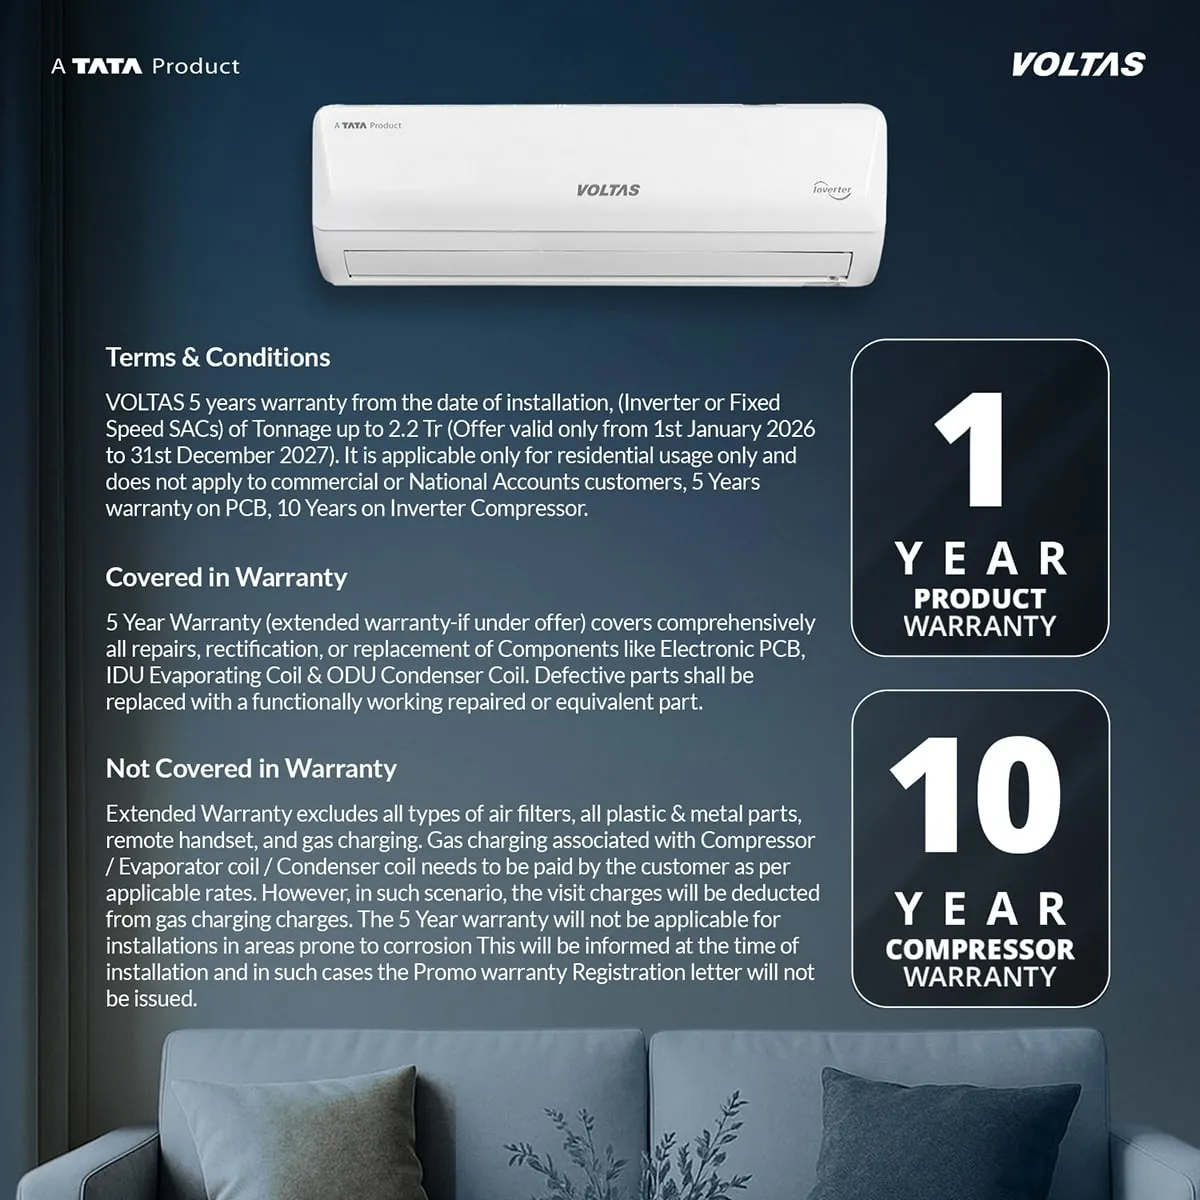 A TATA Product
VOLTAS
A TATA Product
VOLTAS
inverter
Terms & Conditions
VOLTAS 5 years warranty from the date of installation, (Inverter or Fixed
Speed SACs) of Tonnage up to 2.2 Tr (Offer valid only from 1st January 2026
to 31st December 2027). It is applicable only for residential usage only and
does not apply to commercial or National Accounts customers, 5 Years
warranty on PCB, 10 Years on Inverter Compressor.
Covered in Warranty
5 Year Warranty (extended warranty-if under offer) covers comprehensively
all repairs, rectification, or replacement of Components like Electronic PCB,
IDU Evaporating Coil & ODU Condenser Coil. Defective parts shall be
replaced with a functionally working repaired or equivalent part.
Not Covered in Warranty
Extended Warranty excludes all types of air filters, all plastic & metal parts,
remote handset, and gas charging. Gas charging associated with Compressor
/ Evaporator coil / Condenser coil needs to be paid by the customer as per
applicable rates. However, in such scenario, the visit charges will be deducted
from gas charging charges. The 5 Year warranty will not be applicable for
installations in areas prone to corrosion This will be informed at the time of
installation and in such cases the Promo warranty Registration letter will not
be issued.
1
YEAR
PRODUCT
WARRANTY
10
YEAR
COMPRESSOR
WARRANTY